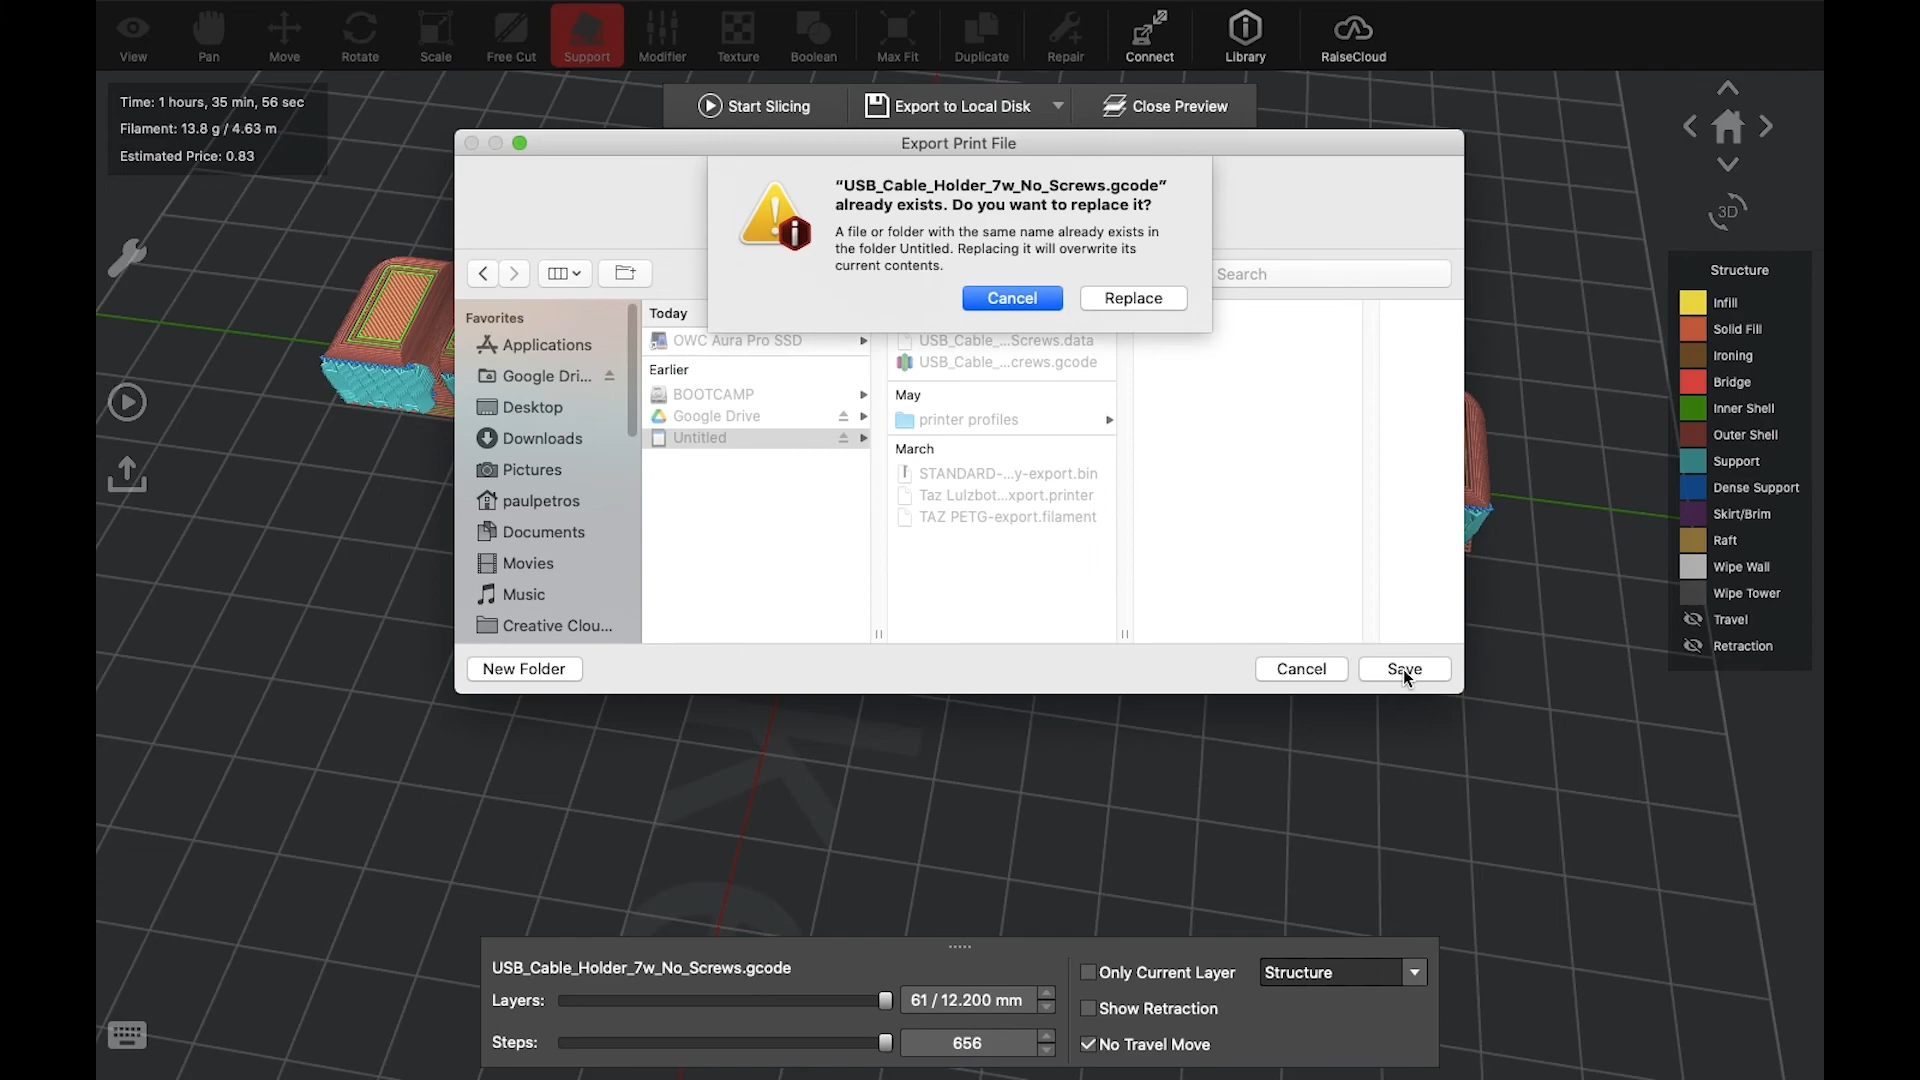 View
Pan
Move
Rotate
Scale
Free Cut
Support
Modifier
Texture
Boolean
Max Fit
Duplicate
Repair
Connect
Library
RaiseCloud
Time: 1 hours, 35 min, 56 sec
Filament: 13.8 g / 4.63 m
Estimated Price: 0.83
Start Slicing
Export to Local Disk
Close Preview
3D
Export Print File
“USB_Cable_Holder_7w_No_Screws.gcode”
already exists. Do you want to replace it?
A file or folder with the same name already exists in
the folder Untitled. Replacing it will overwrite its
current contents.
Cancel
Replace
Search
Favorites
Applications
Google Dri...
Desktop
Downloads
Pictures
paulpetros
Documents
Movies
Music
Creative Clou...
Today
OWC Aura Pro SSD
Earlier
BOOTCAMP
Google Drive
Untitled
USB_Cable_...Screws.data
USB_Cable_...crews.gcode
May
printer profiles
March
STANDARD-...y-export.bin
Taz Lulzbot...xport.printer
TAZ PETG-export.filament
New Folder
Cancel
Save
Structure
Infill
Solid Fill
Ironing
Bridge
Inner Shell
Outer Shell
Support
Dense Support
Skirt/Brim
Raft
Wipe Wall
Wipe Tower
Travel
Retraction
USB_Cable_Holder_7w_No_Screws.gcode
Layers:
61 / 12.200 mm
Steps:
656
Only Current Layer
Structure
Show Retraction
No Travel Move